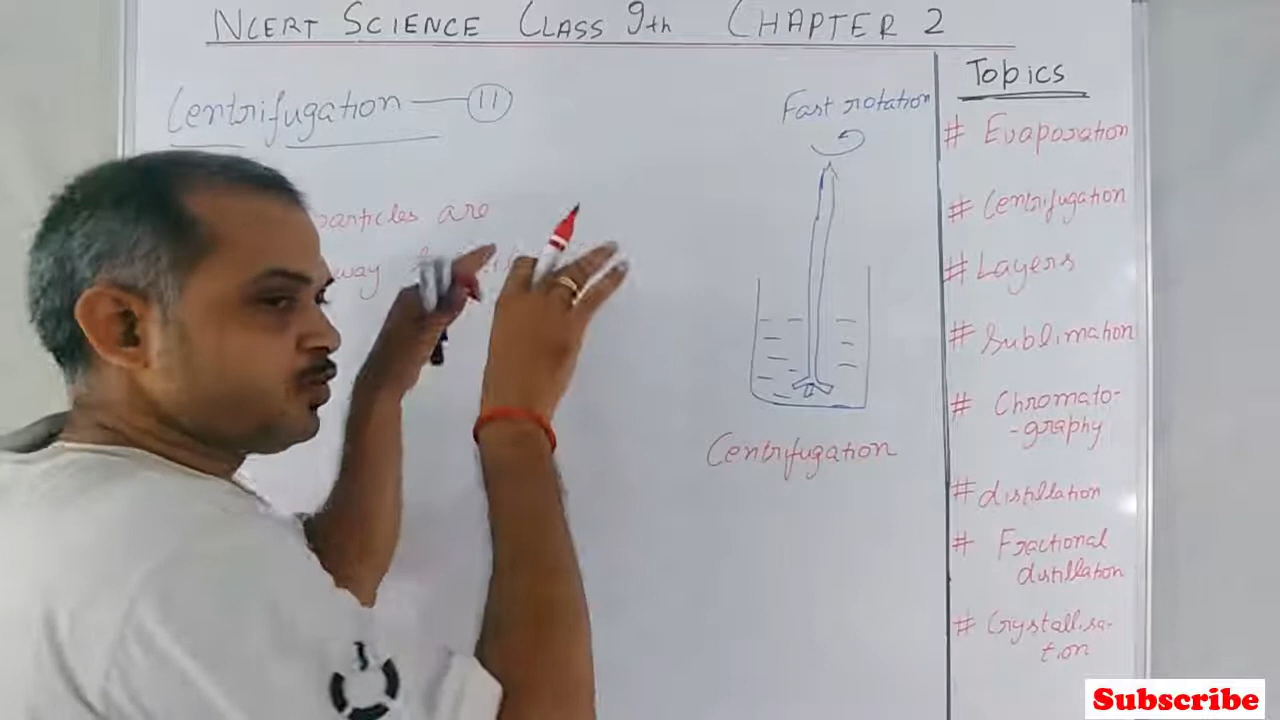 NCERT SCIENCE CLASS 9th CHAPTER 2
Centrifugation — 11
particles are
way
Fast rotation
Centrifugation
Topics
# Evaporation
# Centrifugation
# Layers
# Sublimation
# Chromato-
-graphy
# distillation
# Fractional
distillation
# Crystallisa-
tion
Subscribe